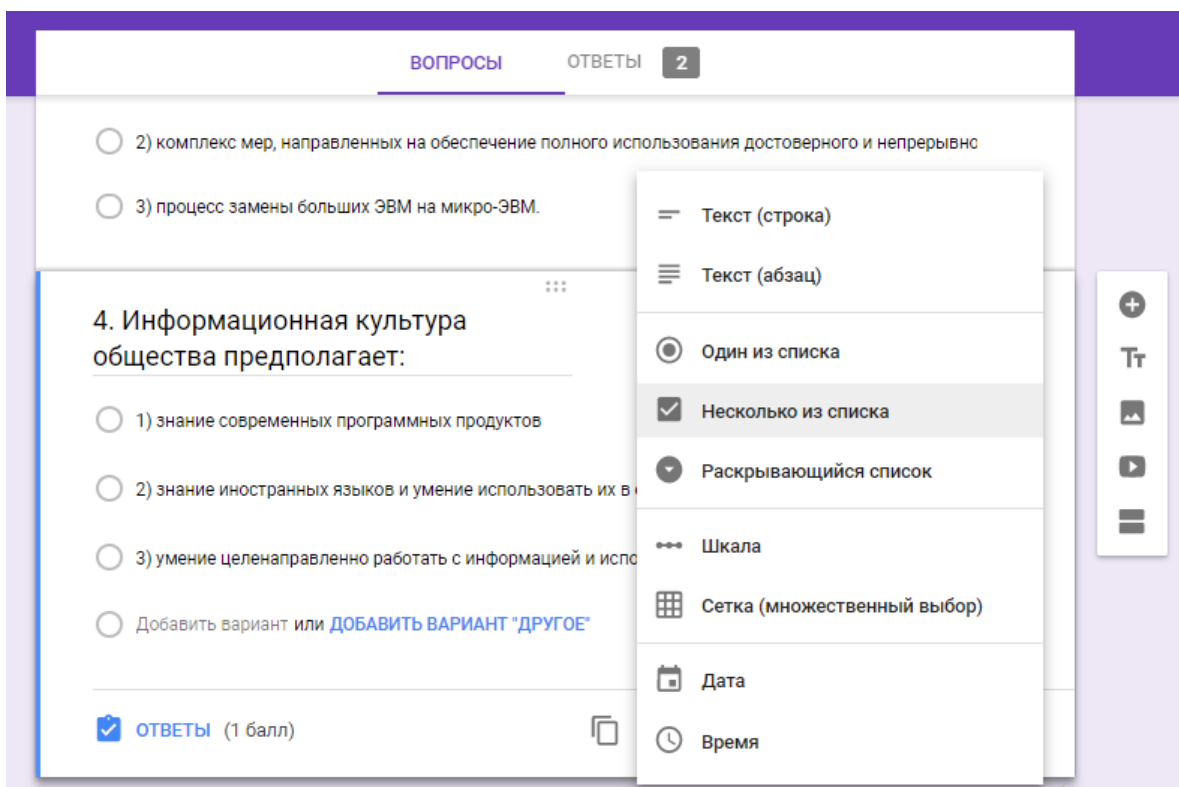 ВОПРОСЫ ОТВЕТЫ 2
2) комплекс мер, направленных на обеспечение полного использования достоверного и непрерывно
3) процесс замены больших ЭВМ на микро-ЭВМ.
4. Информационная культура
общества предполагает:
1) знание современных программных продуктов
2) знание иностранных языков и умение использовать их в
3) умение целенаправленно работать с информацией и испо
Добавить вариант или ДОБАВИТЬ ВАРИАНТ "ДРУГОЕ"
ОТВЕТЫ (1 балл)
Текст (строка)
Текст (абзац)
Один из списка
Несколько из списка
Раскрывающийся список
Шкала
Сетка (множественный выбор)
Дата
Время
Тт